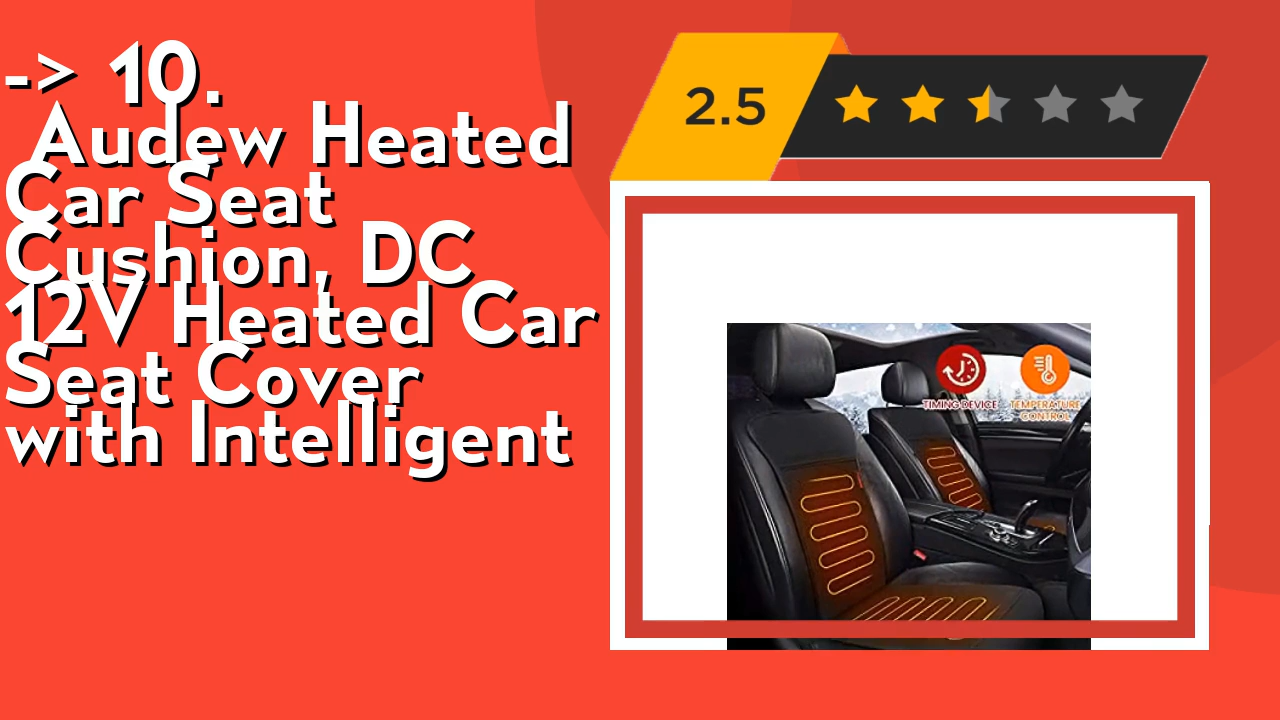 -> 10.
Audew Heated
Car Seat
Cushion, DC
12V Heated Car
Seat Cover
with Intelligent
2.5
TIMING DEVICE
TEMPERATURE
CONTROL